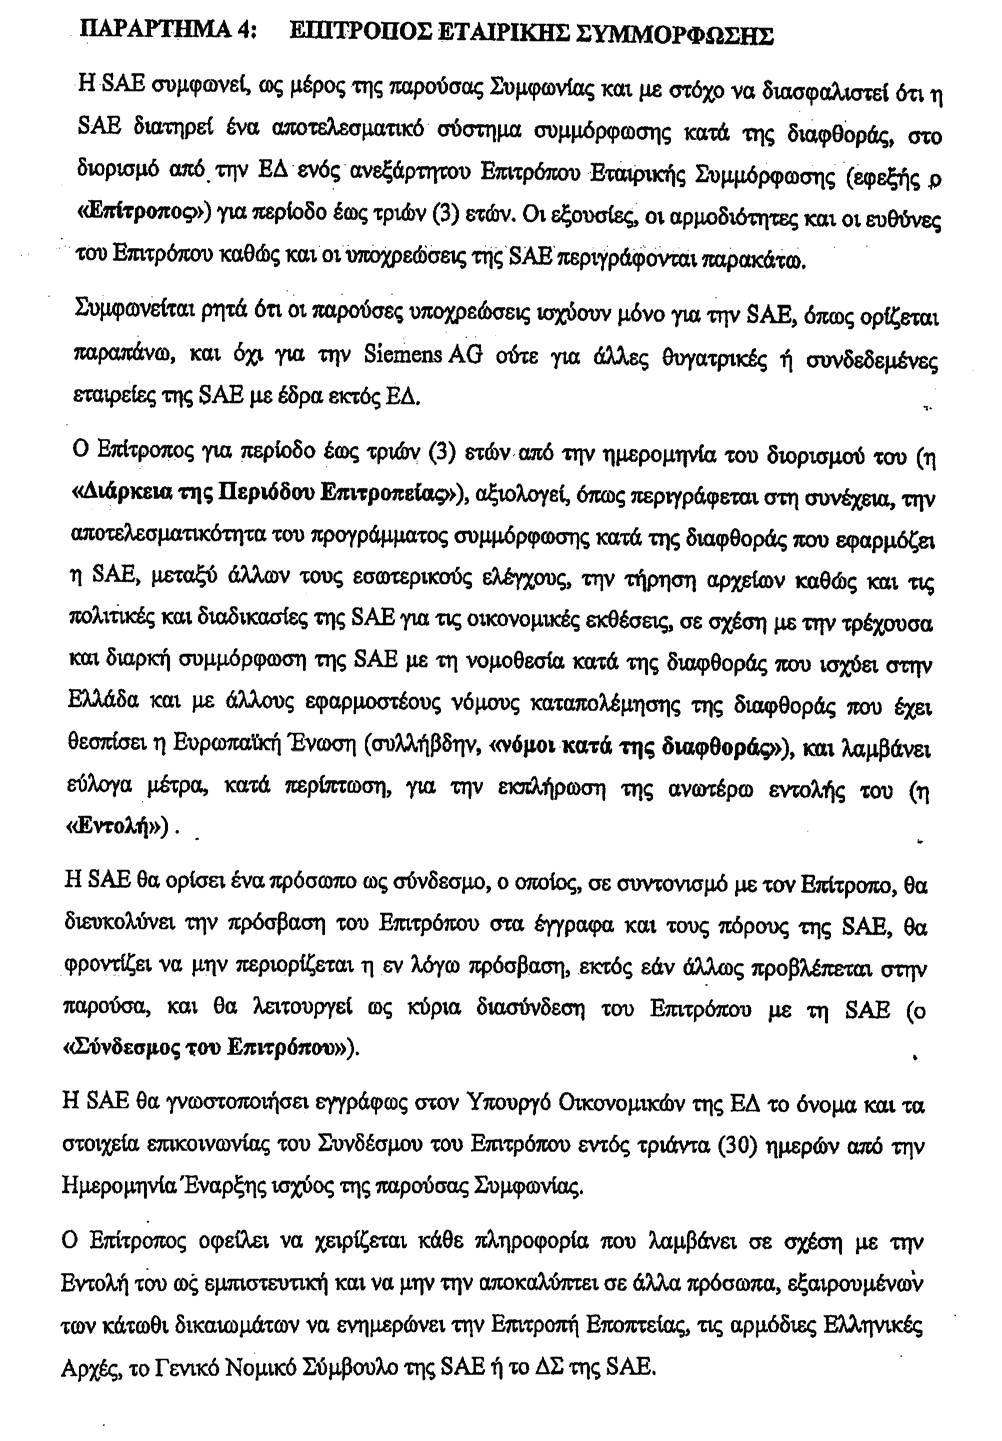 ΠΑΡΑΡΤΗΜΑ 4: ΕΠΙΤΡΟΠΟΣ ΕΤΑΙΡΙΚΗΣ ΣΥΜΜΟΡΦΩΣΗΣ
Η SAE συμφωνεί, ως μέρος της παρούσας Συμφωνίας και με στόχο να διασφαλιστεί ότι η
SAE διατηρεί ένα αποτελεσματικό σύστημα συμμόρφωσης κατά της διαφθοράς, στο
διορισμό από την ΕΔ ενός ανεξάρτητου Επιτρόπου Εταιρικής Συμμόρφωσης (εφεξής ο
«Επίτροπος») για περίοδο έως τριών (3) ετών. Οι εξουσίες, οι αρμοδιότητες και οι ευθύνες
του Επιτρόπου καθώς και οι υποχρεώσεις της SAE περιγράφονται παρακάτω.
Συμφωνείται ρητά ότι οι παρούσες υποχρεώσεις ισχύουν μόνο για την SAE, όπως ορίζεται
παραπάνω, και όχι για την Siemens AG ούτε για άλλες θυγατρικές ή συνδεδεμένες
εταιρείες της SAE με έδρα εκτός ΕΔ.
Ο Επίτροπος για περίοδο έως τριών (3) ετών από την ημερομηνία του διορισμού του (η
«Διάρκεια της Περιόδου Επιτροπείας»), αξιολογεί, όπως περιγράφεται στη συνέχεια, την
αποτελεσματικότητα του προγράμματος συμμόρφωσης κατά της διαφθοράς που εφαρμόζει
η SAE, μεταξύ άλλων τους εσωτερικούς ελέγχους, την τήρηση αρχείων καθώς και τις
πολιτικές και διαδικασίες της SAE για τις οικονομικές εκθέσεις, σε σχέση με την τρέχουσα
και διαρκή συμμόρφωση της SAE με τη νομοθεσία κατά της διαφθοράς που ισχύει στην
Ελλάδα και με άλλους εφαρμοστέους νόμους καταπολέμησης της διαφθοράς που έχει
θεσπίσει η Ευρωπαϊκή Ένωση (συλλήβδην, «νόμοι κατά της διαφθοράς»), και λαμβάνει
εύλογα μέτρα, κατά περίπτωση, για την εκπλήρωση της ανωτέρω εντολής του (η
«Εντολή») .
Η SAE θα ορίσει ένα πρόσωπο ως σύνδεσμο, ο οποίος, σε συντονισμό με τον Επίτροπο, θα
διευκολύνει την πρόσβαση του Επιτρόπου στα έγγραφα και τους πόρους της SAE, θα
φροντίζει να μην περιορίζεται η εν λόγω πρόσβαση, εκτός εάν άλλως προβλέπεται στην
παρούσα, και θα λειτουργεί ως κύρια διασύνδεση του Επιτρόπου με τη SAE (ο
«Σύνδεσμος του Επιτρόπου»).
Η SAE θα γνωστοποιήσει εγγράφως στον Υπουργό Οικονομικών της ΕΔ το όνομα και τα
στοιχεία επικοινωνίας του Συνδέσμου του Επιτρόπου εντός τριάντα (30) ημερών από την
Ημερομηνία Έναρξης ισχύος της παρούσας Συμφωνίας.
Ο Επίτροπος οφείλει να χειρίζεται κάθε πληροφορία που λαμβάνει σε σχέση με την
Εντολή του ως εμπιστευτική και να μην την αποκαλύπτει σε άλλα πρόσωπα, εξαιρουμένων
των κάτωθι δικαιωμάτων να ενημερώνει την Επιτροπή Εποπτείας, τις αρμόδιες Ελληνικές
Αρχές, το Γενικό Νομικό Σύμβουλο της SAE ή το ΔΣ της SAE.